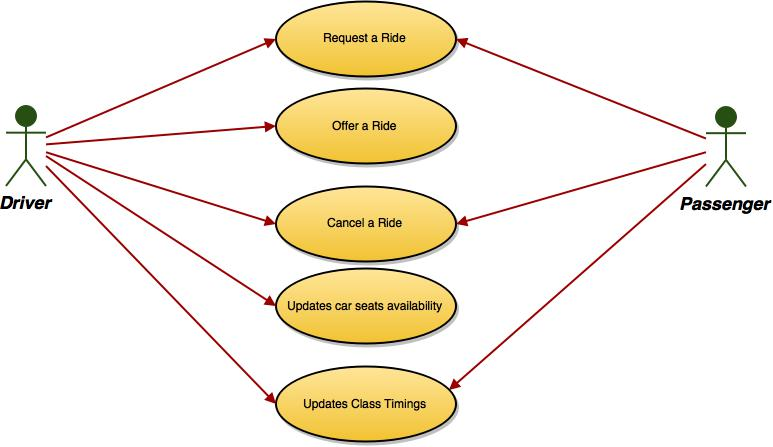 Request a Ride
Offer a Ride
Driver
Passenger
Cancel a Ride
Updates car seats availability
Updates Class Timings